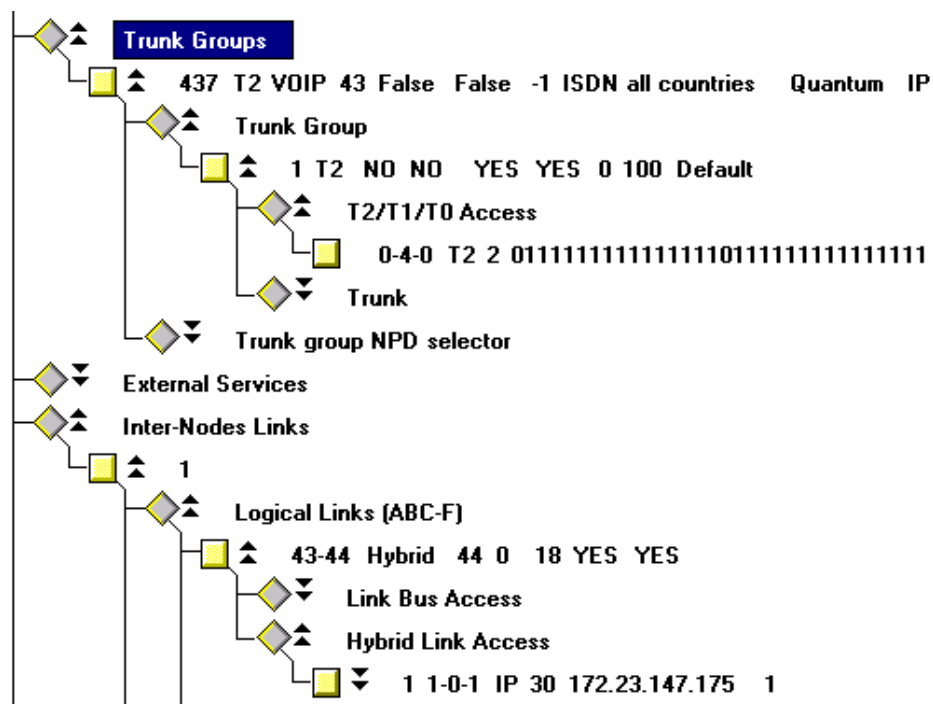 Trunk Groups
437 T2 VOIP 43 False False -1 ISDN all countries Quantum IP
Trunk Group
1 T2 NO NO YES YES 0 100 Default
T2/T1/T0 Access
0-4-0 T2 2 01111111111111110111111111111111
Trunk
Trunk group NPD selector
External Services
Inter-Nodes Links
1
Logical Links (ABC-F)
43-44 Hybrid 44 0 18 YES YES
Link Bus Access
Hybrid Link Access
1 1-0-1 IP 30 172.23.147.175 1